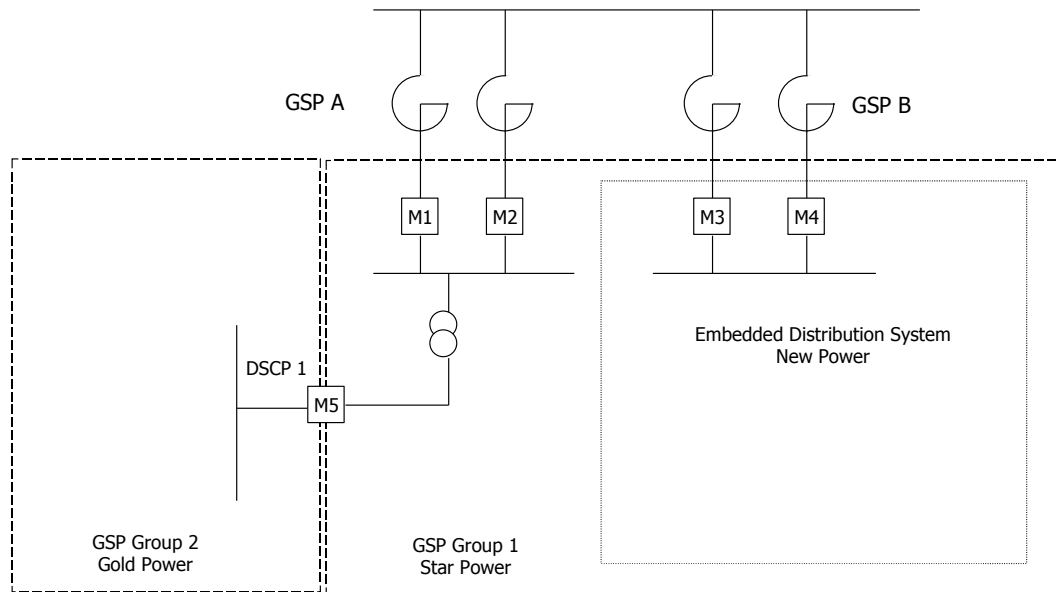 GSP A
GSP B
M1
M2
M3
M4
Embedded Distribution System
New Power
DSCP 1
M5
GSP Group 2
Gold Power
GSP Group 1
Star Power